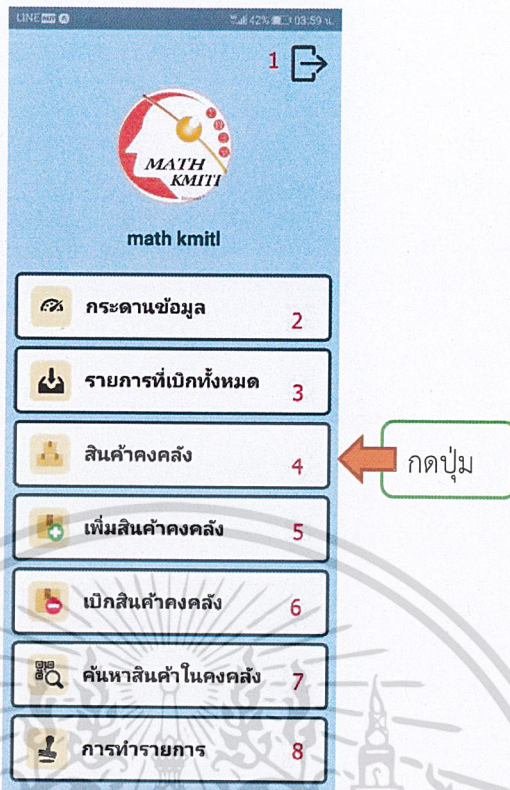 LINE
42% 03:59 น.
1
MATH
KMITL
math kmitl
กระดานข้อมูล
2
รายการที่เบิกทั้งหมด
3
สินค้าคงคลัง
4
กดปุ่ม
เพิ่มสินค้าคงคลัง
5
เบิกสินค้าคงคลัง
6
ค้นหาสินค้าในคงคลัง
7
การทำรายการ
8